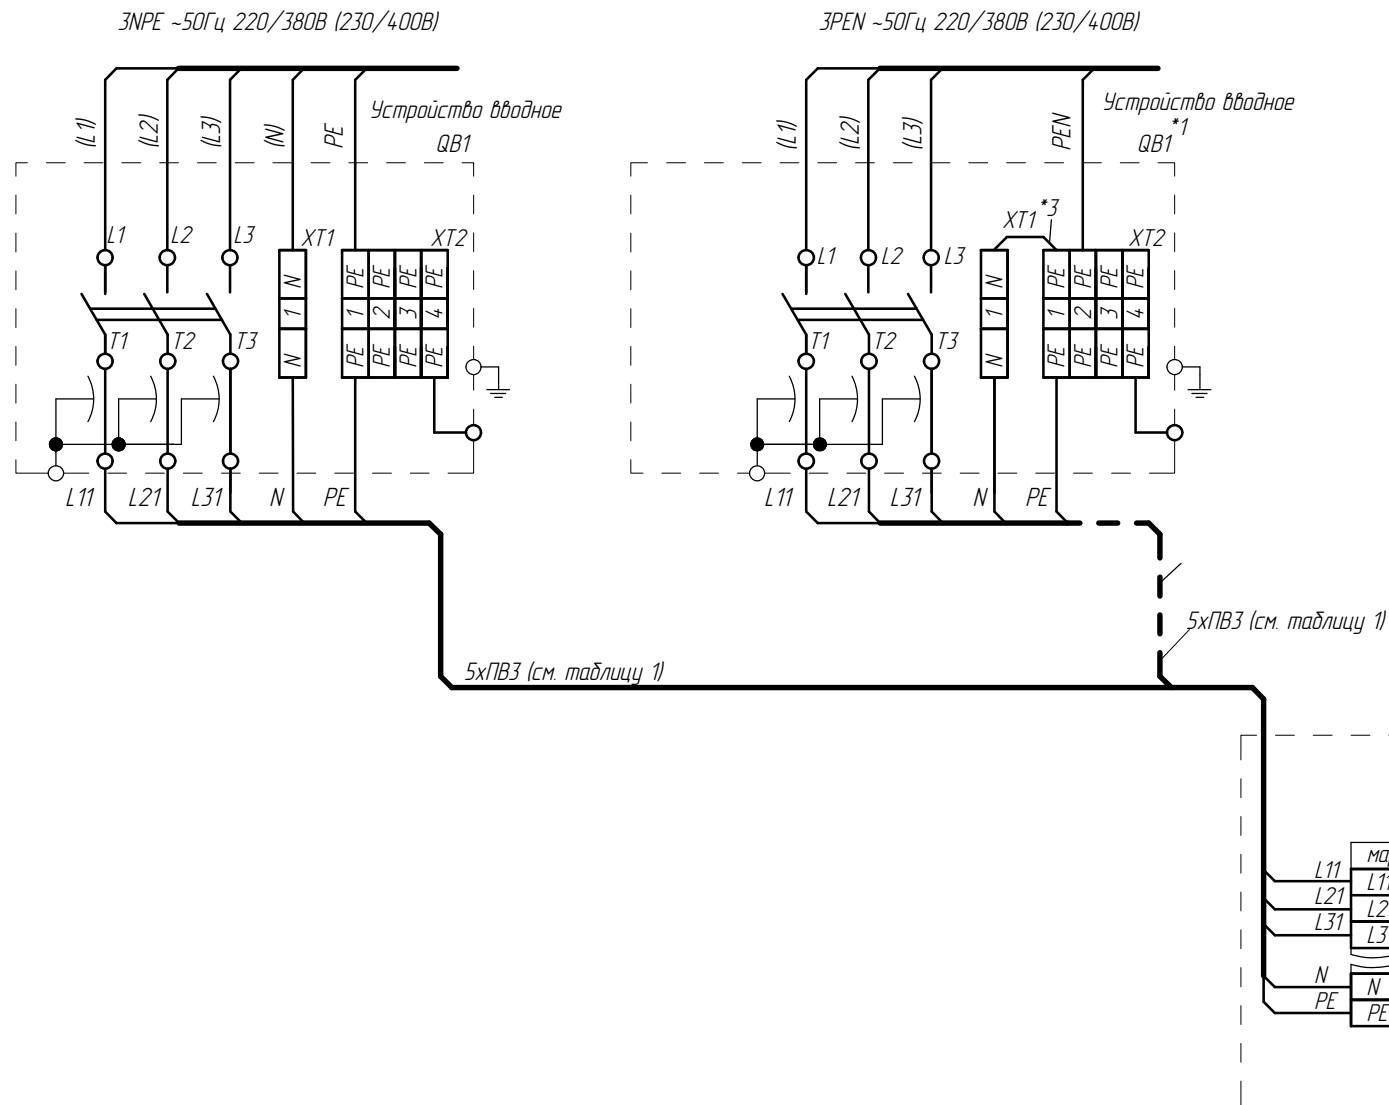 3NPE ~50Гц 220/380В (230/400В)
3PEN ~50Гц 220/380В (230/400В)
Устройство вводное
QB1
(L1)
(L2)
(L3)
(N)
PE
L1
L2
L3
XT1
XT2
N
1
N
PE
PE
PE
PE
1
2
3
4
PE
PE
PE
PE
T1
T2
T3
L11
L21
L31
N
PE
Устройство вводное
QB1 *1
(L1)
(L2)
(L3)
PEN
L1
L2
L3
XT1 *3
XT2
N
1
N
PE
PE
PE
PE
1
2
3
4
PE
PE
PE
PE
T1
T2
T3
L11
L21
L31
N
PE
5хПВ3 (см. таблицу 1)
5хПВ3 (см. таблицу 1)
L11
L21
L31
N
PE
L11
N
PE